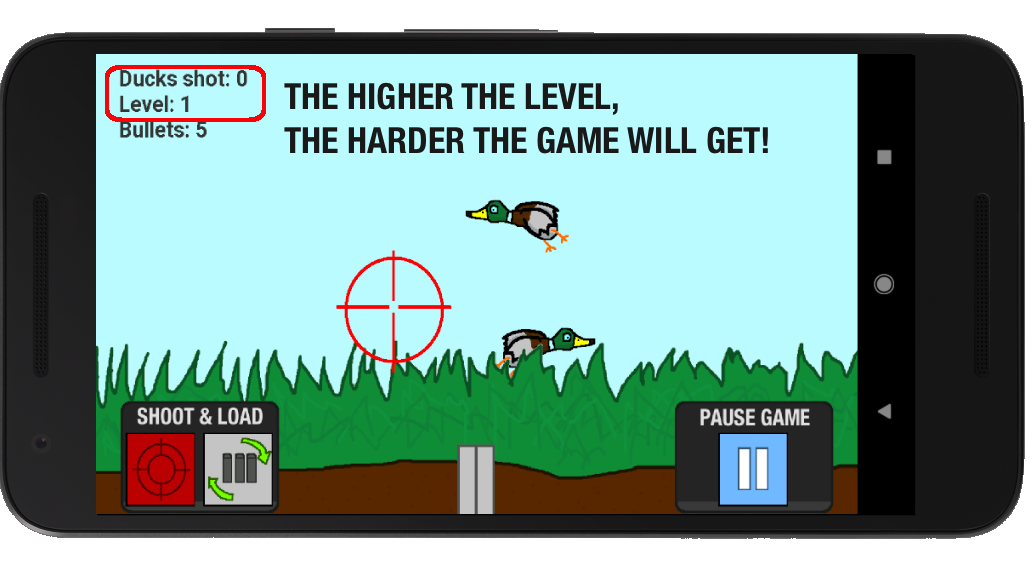 Ducks shot: 0
Level: 1
Bullets: 5
THE HIGHER THE LEVEL,
THE HARDER THE GAME WILL GET!
SHOOT & LOAD
PAUSE GAME